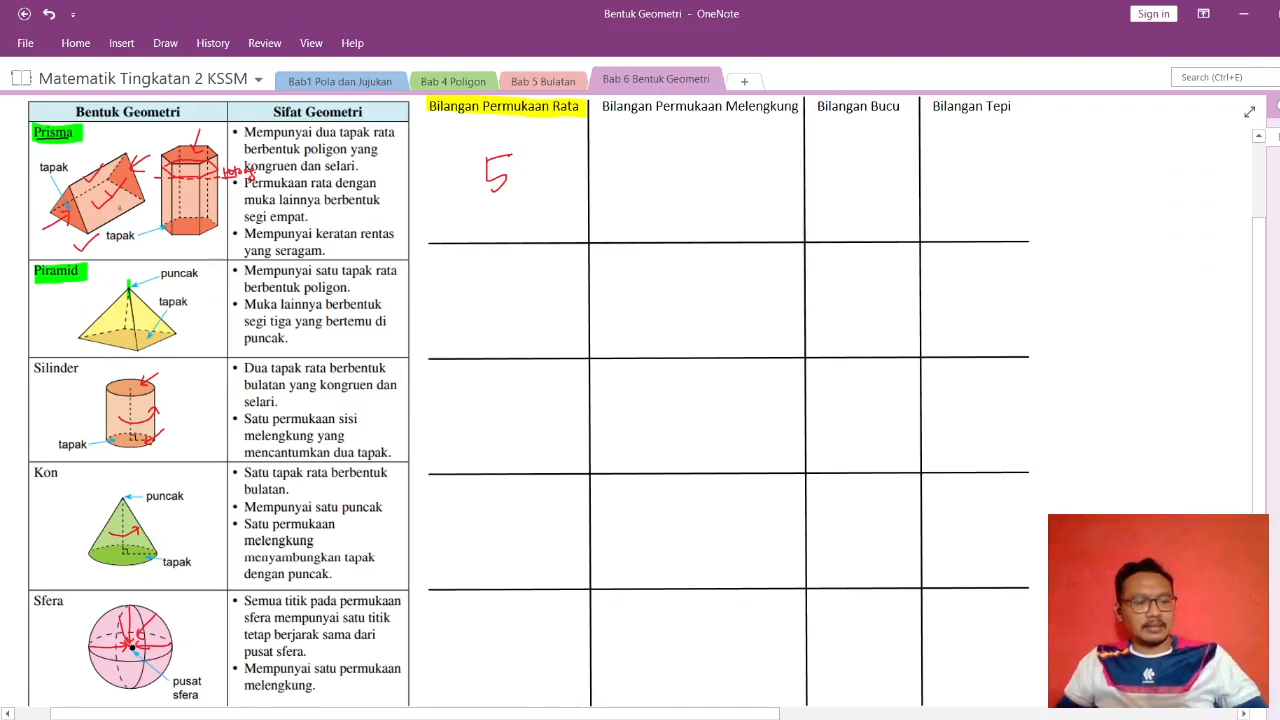 Bentuk Geometri - OneNote
Sign in
File Home Insert Draw History Review View Help
Matematik Tingkatan 2 KSSM
Bab1 Pola dan Jujukan
Bab 4 Poligon
Bab 5 Bulatan
Bab 6 Bentuk Geometri
Search (Ctrl+E)
Bentuk Geometri
Sifat Geometri
Bilangan Permukaan Rata
Bilangan Permukaan Melengkung
Bilangan Bucu
Bilangan Tepi
Prisma
tapak
tapak
• Mempunyai dua tapak rata
berbentuk poligon yang
kongruen dan selari.
• Permukaan rata dengan
muka lainnya berbentuk
segi empat.
• Mempunyai keratan rentas
yang seragam.
5
Piramid
puncak
tapak
• Mempunyai satu tapak rata
berbentuk poligon.
• Muka lainnya berbentuk
segi tiga yang bertemu di
puncak.
Silinder
tapak
• Dua tapak rata berbentuk
bulatan yang kongruen dan
selari.
• Satu permukaan sisi
melengkung yang
mencantumkan dua tapak.
Kon
puncak
tapak
• Satu tapak rata berbentuk
bulatan.
• Mempunyai satu puncak
• Satu permukaan
melengkung
menyambungkan tapak
dengan puncak.
Sfera
pusat
sfera
• Semua titik pada permukaan
sfera mempunyai satu titik
tetap berjarak sama dari
pusat sfera.
• Mempunyai satu permukaan
melengkung.